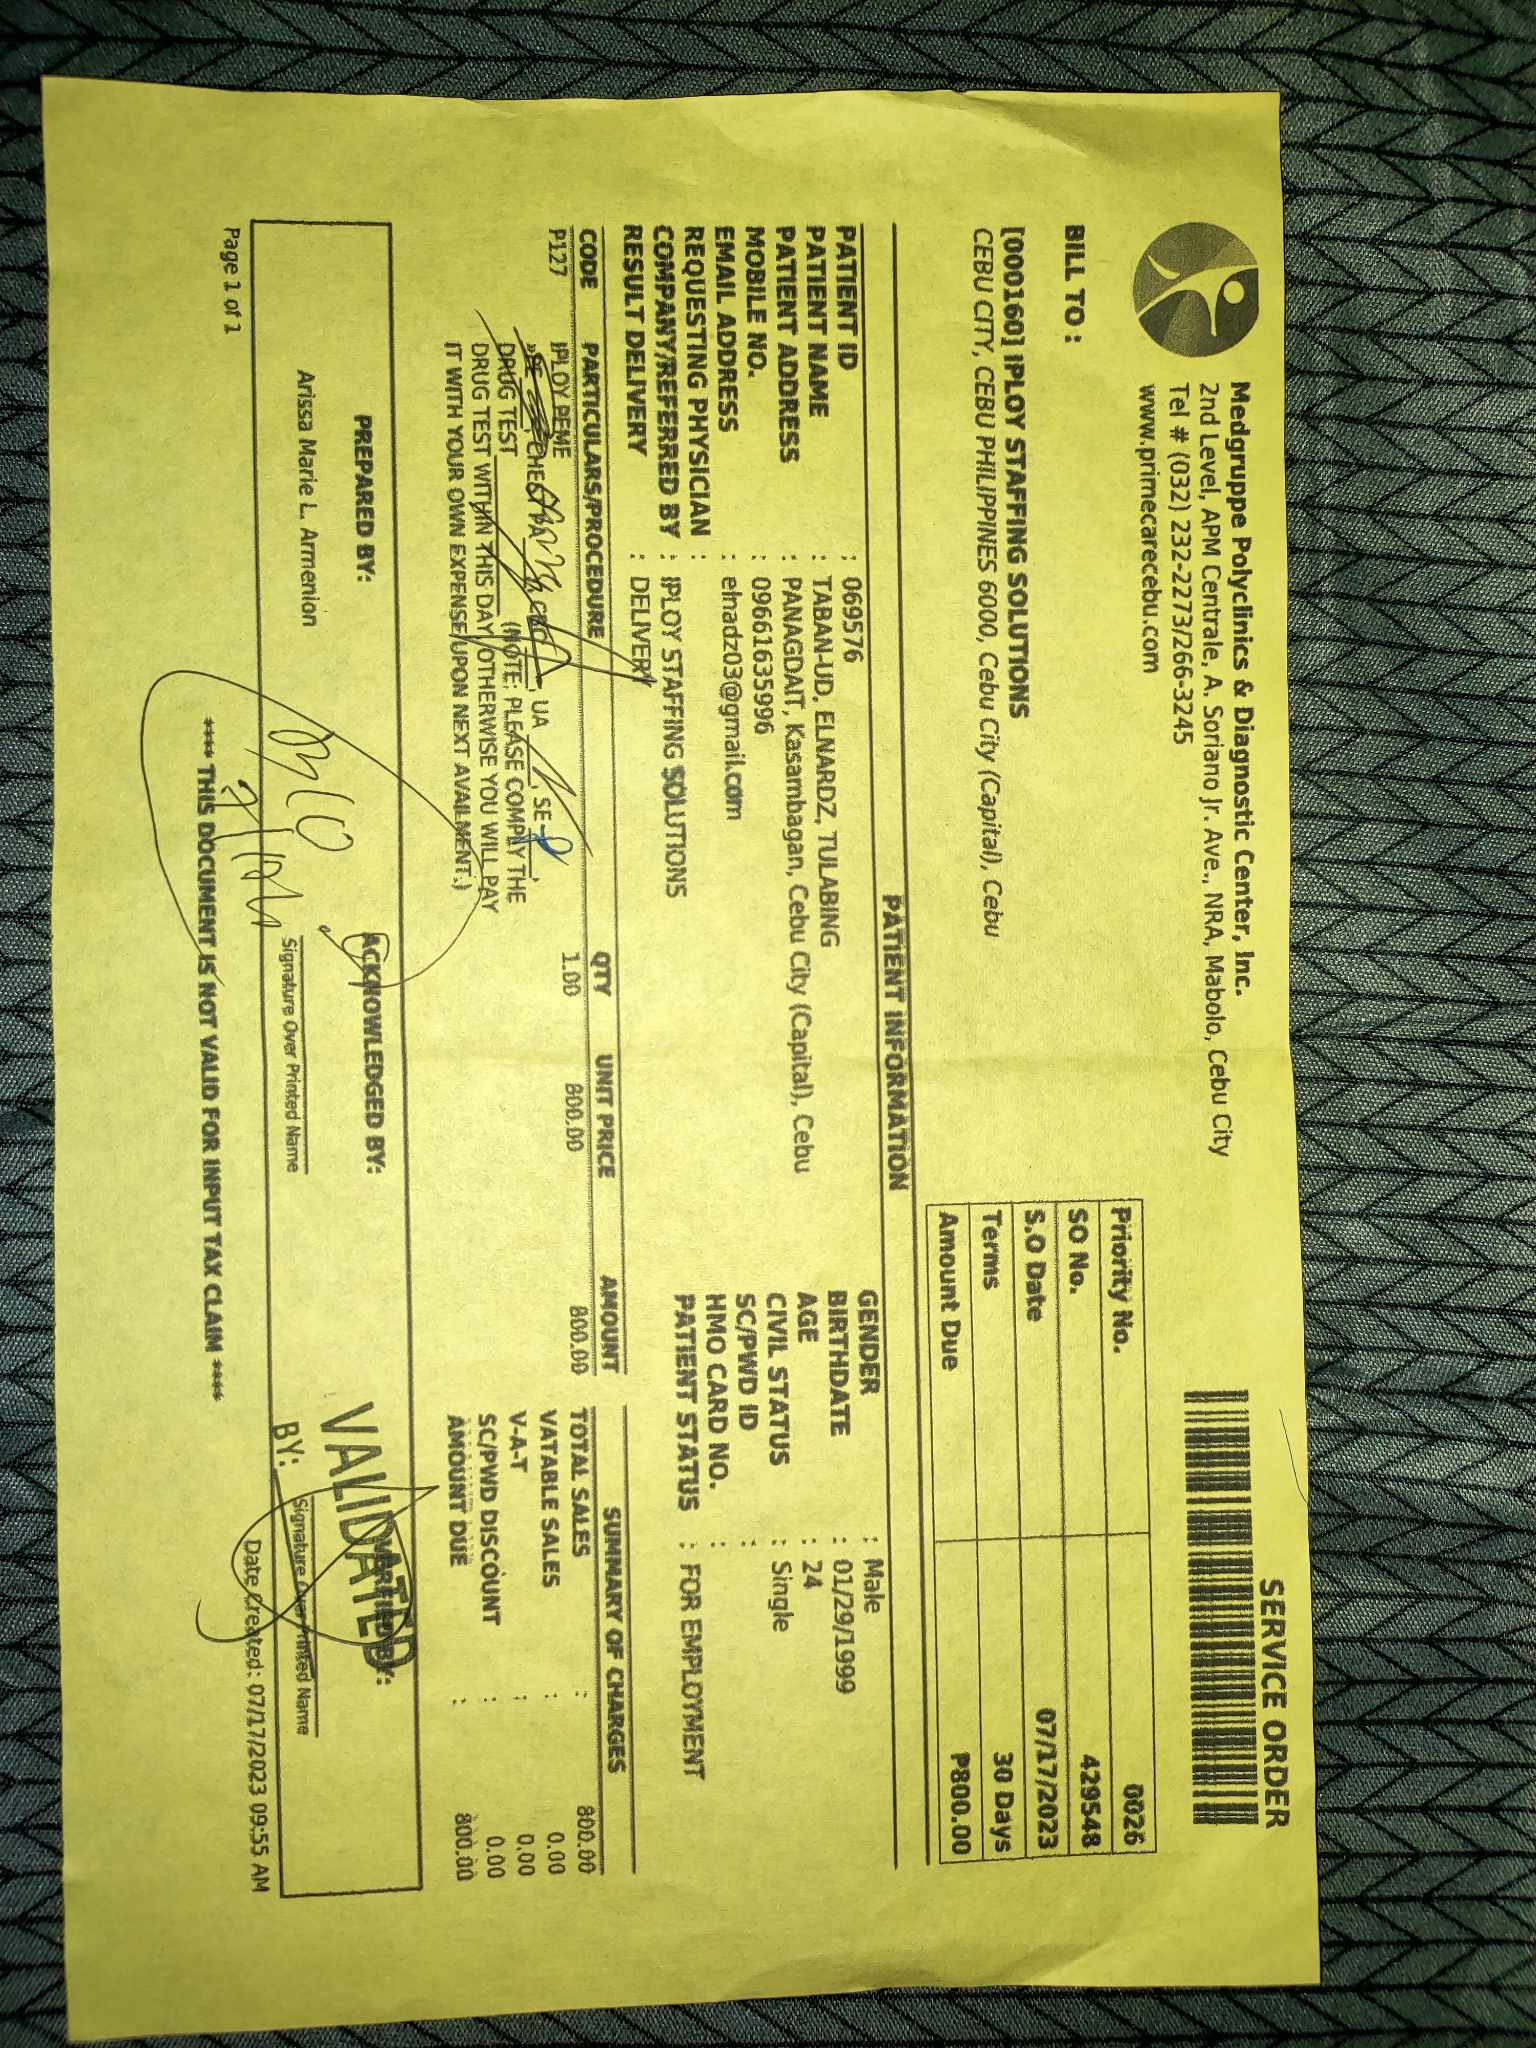 SERVICE ORDER
Medgruppe Polyclinics & Diagnostic Center, Inc.
2nd Level, APM Centrale, A. Soriano Jr. Ave., NRA, Mabolo, Cebu City
Tel # (032) 232-2273/266-3245
www.primecarecebu.com
BILL TO :
[000160] IPLOY STAFFING SOLUTIONS
CEBU CITY, CEBU PHILIPPINES 6000, Cebu City (Capital), Cebu
Priority No. 0026
SO No. 429548
S.O Date 07/17/2023
Terms 30 Days
Amount Due P800.00
PATIENT INFORMATION
PATIENT ID : 069576
PATIENT NAME : TABAN-UD, ELNARDZ, TULABING
PATIENT ADDRESS : PANAGDAIT, Kasambagan, Cebu City (Capital), Cebu
MOBILE NO. : 09661635996
EMAIL ADDRESS : elnadz03@gmail.com
REQUESTING PHYSICIAN :
COMPANY/REFERRED BY : IPLOY STAFFING SOLUTIONS
RESULT DELIVERY : DELIVERY
GENDER : Male
BIRTHDATE : 01/29/1999
AGE : 24
CIVIL STATUS : Single
SC/PWD ID :
HMO CARD NO. :
PATIENT STATUS : FOR EMPLOYMENT
CODE PARTICULARS/PROCEDURE QTY UNIT PRICE AMOUNT
P127 IPLOY PEME 1.00 800.00 800.00
UA , SE ,
DRUG TEST (NOTE: PLEASE COMPLY THE
DRUG TEST WITHIN THIS DAY OTHERWISE YOU WILL PAY
IT WITH YOUR OWN EXPENSE/UPON NEXT AVAILMENT.)
SUMMARY OF CHARGES
TOTAL SALES : 800.00
VATABLE SALES : 0.00
V-A-T : 0.00
SC/PWD DISCOUNT : 0.00
AMOUNT DUE : 800.00
PREPARED BY: ACKNOWLEDGED BY: VERIFIED BY:
VALIDATED
BY:
Arissa Marie L. Armenion
Signature Over Printed Name Signature Over Printed Name
**** THIS DOCUMENT IS NOT VALID FOR INPUT TAX CLAIM ****
Page 1 of 1 Date Created : 07/17/2023 09:55 AM